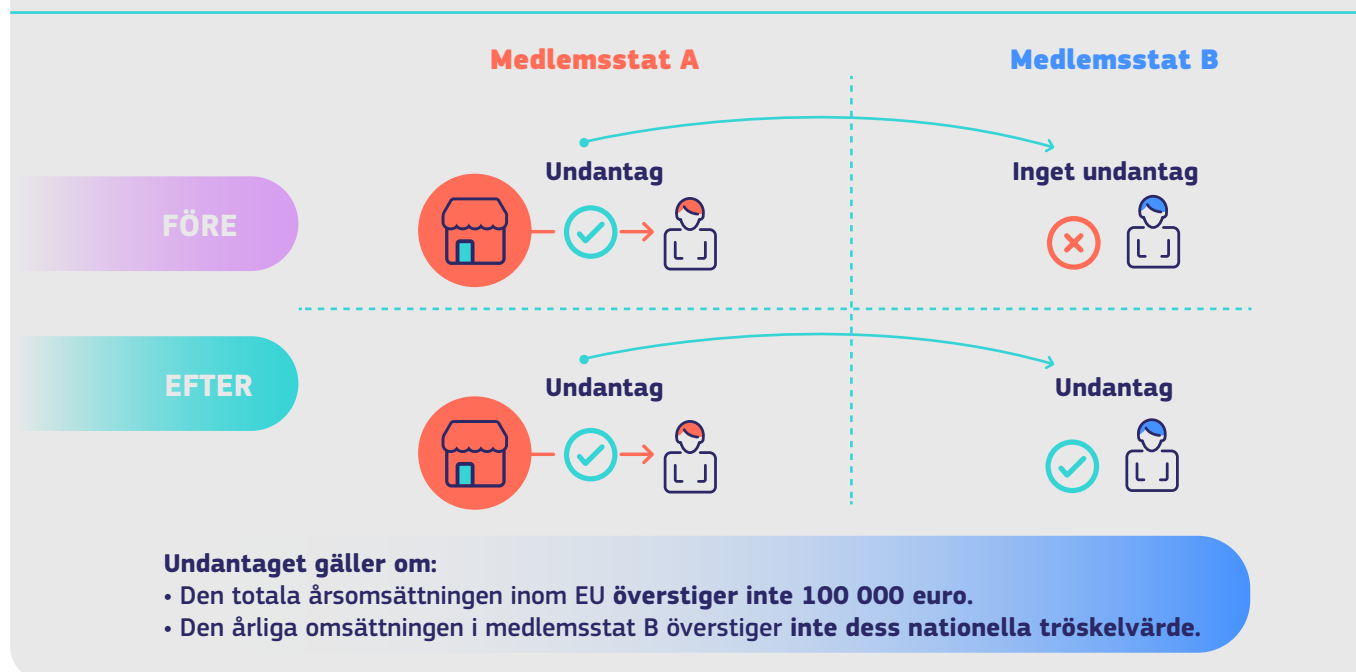 Medlemsstat A
Medlemsstat B
FÖRE
Undantag
Inget undantag
EFTER
Undantag
Undantag
Undantaget gäller om:
• Den totala årsomsättningen inom EU överstiger inte 100 000 euro.
• Den årliga omsättningen i medlemsstat B överstiger inte dess nationella tröskelvärde.